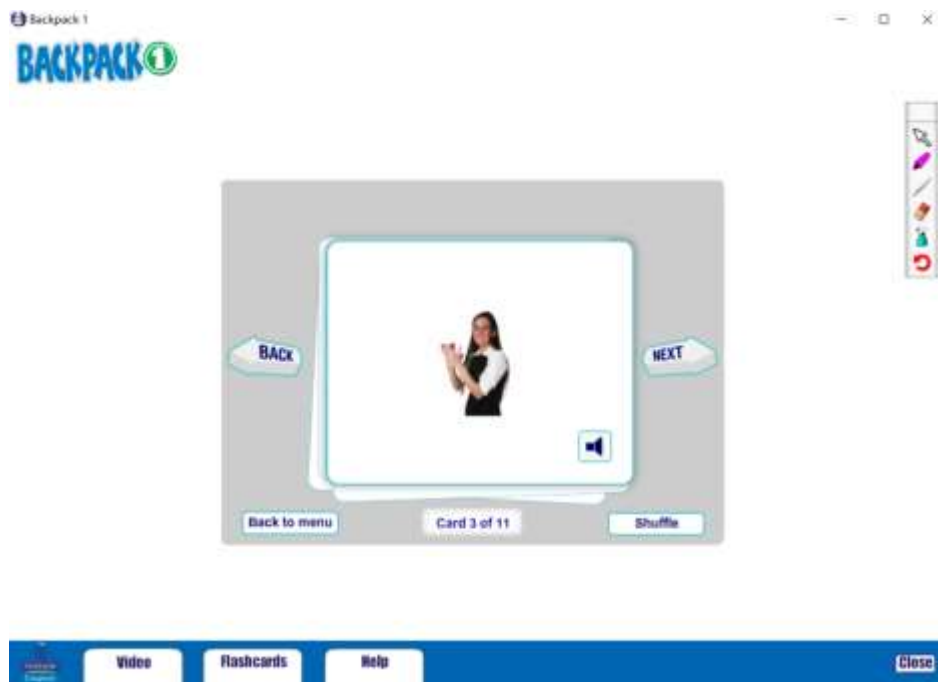 Backpack 1
BACKPACK 1
BACK
NEXT
Back to menu
Card 3 of 11
Shuffle
Video
Flashcards
Help
Close